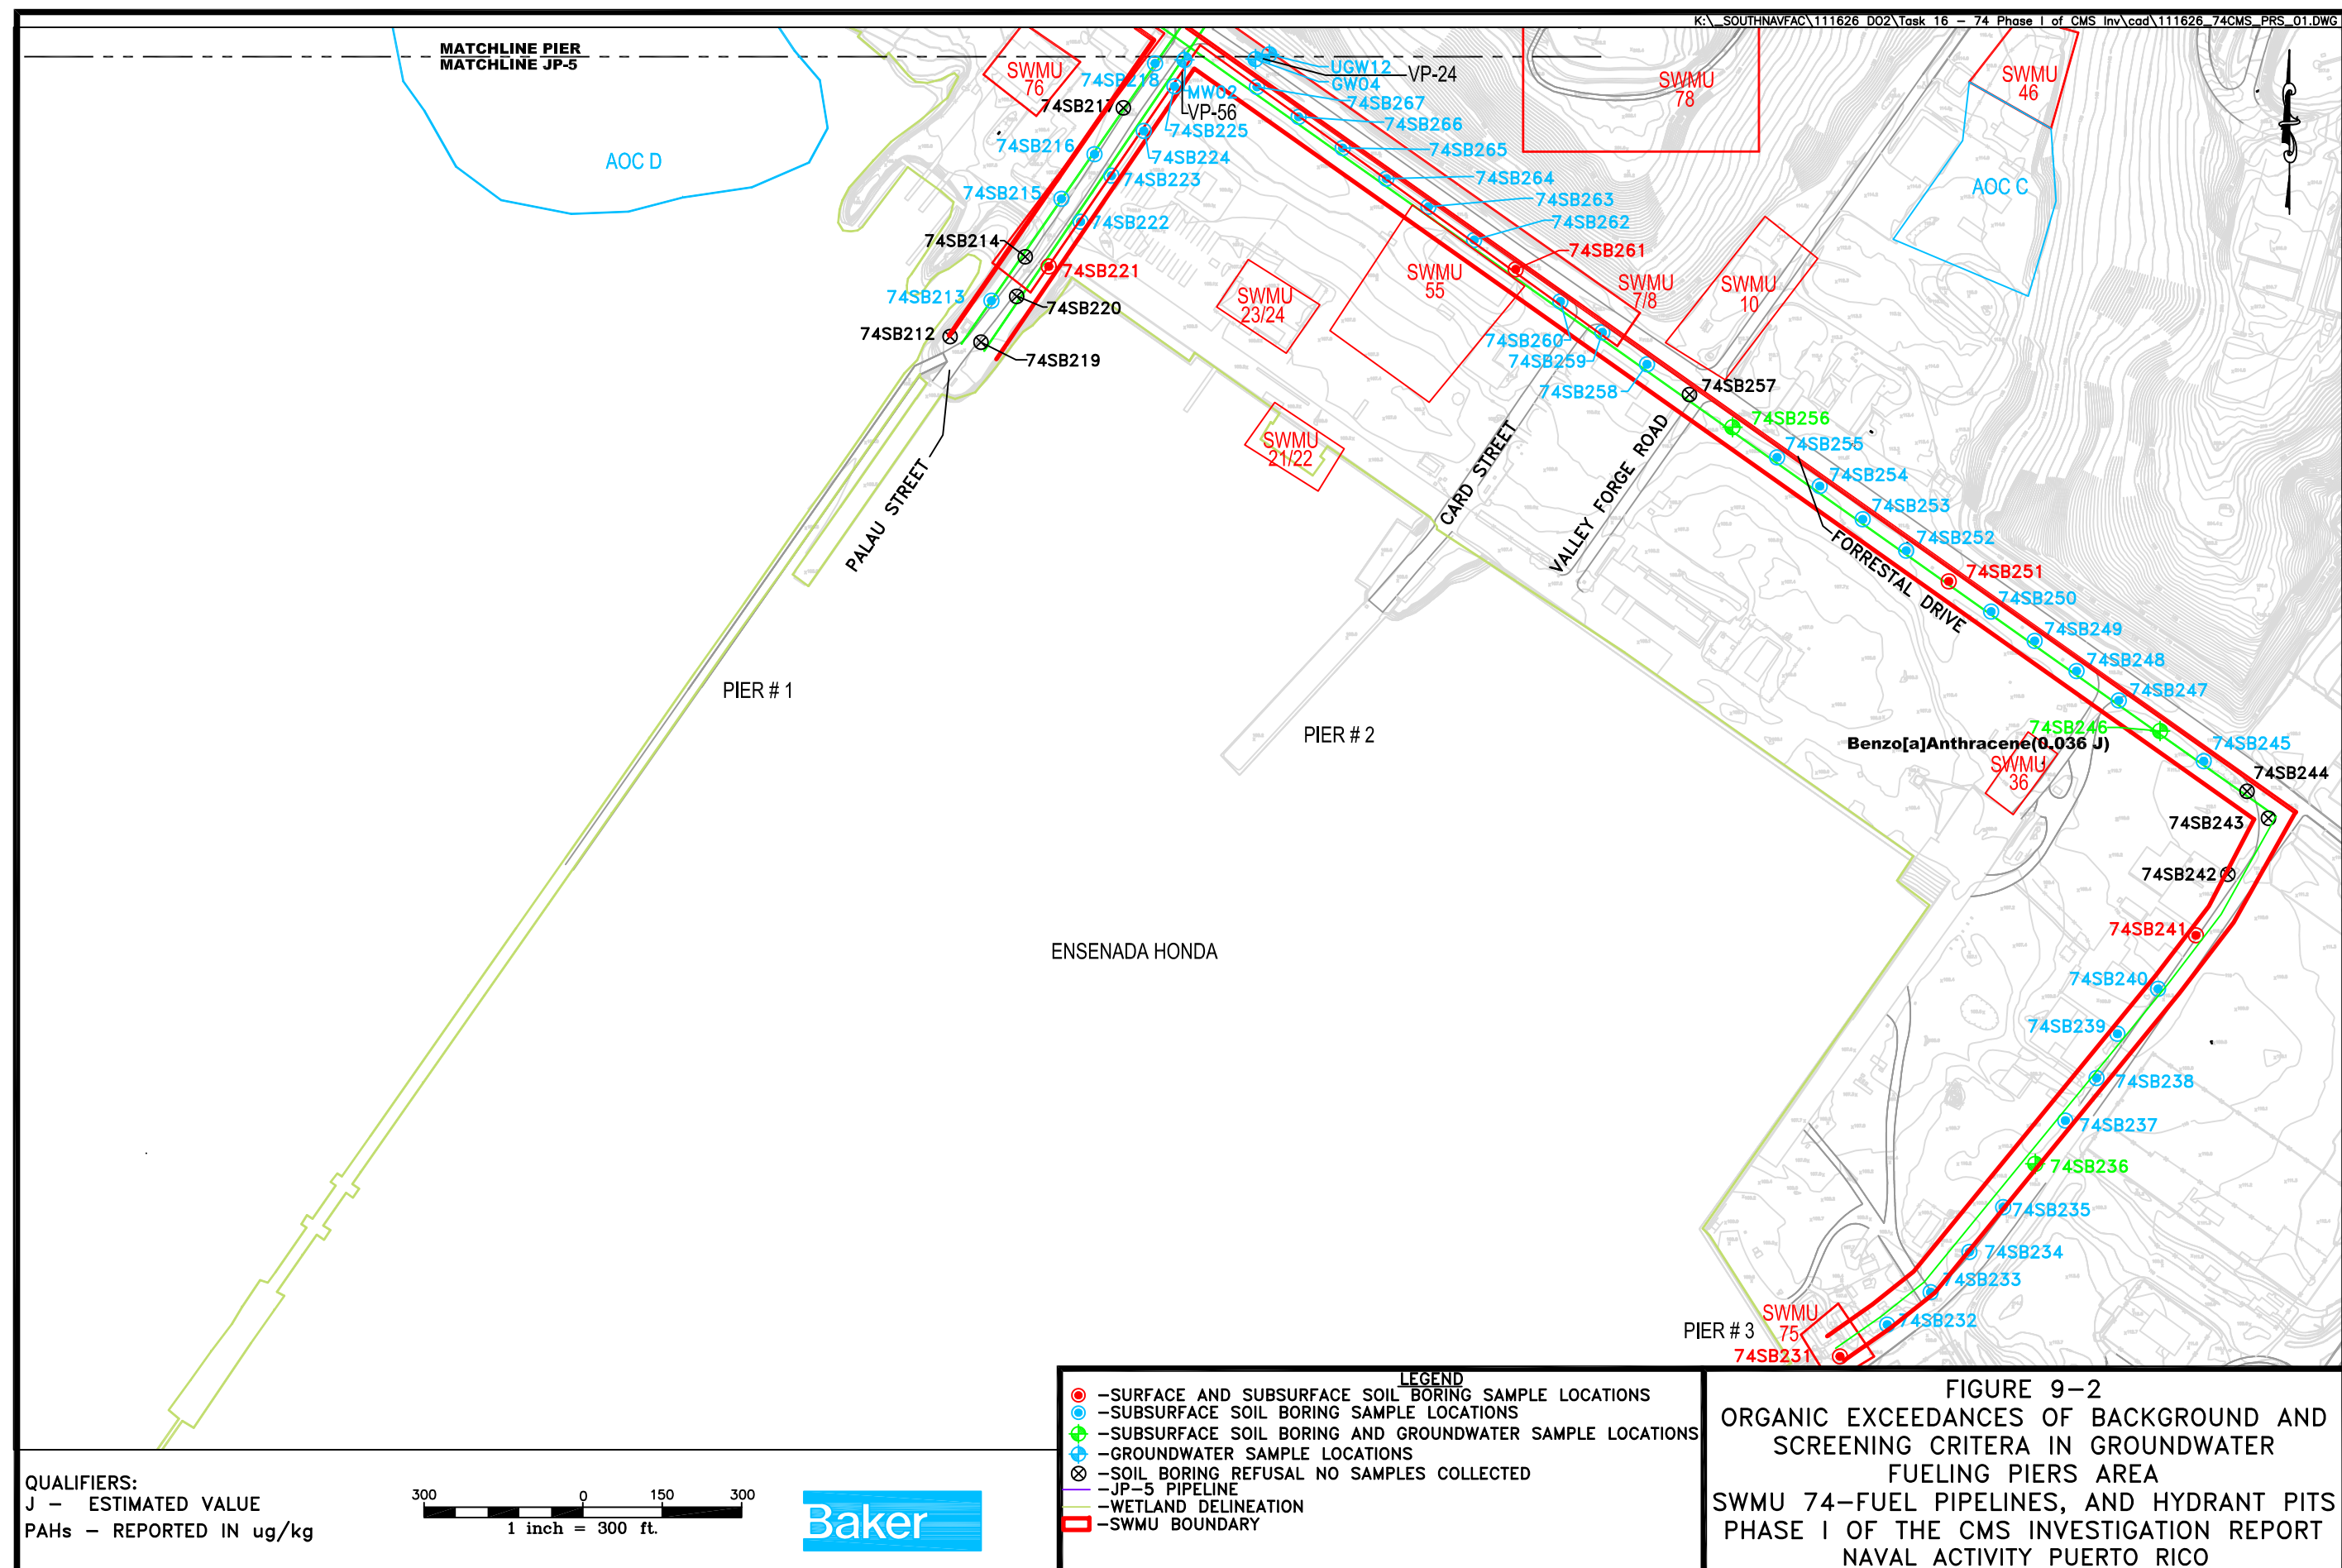 K:\_SOUTHNAVFAC\111626 DO2\Task 16 - 74 Phase I of CMS Inv\cad\111626_74CMS_PRS_01.DWG
MATCHLINE PIER
MATCHLINE JP-5
AOC D
SWMU
76
74SB218
74SB217
74SB216
74SB215
74SB214
74SB213
74SB212
UGW12
VP-24
GW04
MW02
VP-56
74SB225
74SB224
74SB223
74SB222
74SB221
74SB220
74SB219
74SB267
74SB266
74SB265
74SB264
74SB263
74SB262
74SB261
SWMU
78
SWMU
46
AOC C
SWMU
55
SWMU
7/8
SWMU
10
SWMU
23/24
SWMU
21/22
74SB260
74SB259
74SB258
74SB257
74SB256
74SB255
74SB254
74SB253
74SB252
74SB251
74SB250
74SB249
74SB248
74SB247
74SB246
Benzo[a]Anthracene(0.036 J)
74SB245
74SB244
74SB243
74SB242
74SB241
74SB240
74SB239
74SB238
74SB237
74SB236
74SB235
74SB234
74SB233
74SB232
74SB231
SWMU
36
SWMU
75
PALAU STREET
CARD STREET
VALLEY FORGE ROAD
FORRESTAL DRIVE
PIER # 1
PIER # 2
PIER # 3
ENSENADA HONDA
QUALIFIERS:
J - ESTIMATED VALUE
PAHs - REPORTED IN ug/kg
300 0 150 300
1 inch = 300 ft.
Baker
LEGEND
-SURFACE AND SUBSURFACE SOIL BORING SAMPLE LOCATIONS
-SUBSURFACE SOIL BORING SAMPLE LOCATIONS
-SUBSURFACE SOIL BORING AND GROUNDWATER SAMPLE LOCATIONS
-GROUNDWATER SAMPLE LOCATIONS
-SOIL BORING REFUSAL NO SAMPLES COLLECTED
-JP-5 PIPELINE
-WETLAND DELINEATION
-SWMU BOUNDARY
FIGURE 9-2
ORGANIC EXCEEDANCES OF BACKGROUND AND
SCREENING CRITERA IN GROUNDWATER
FUELING PIERS AREA
SWMU 74-FUEL PIPELINES, AND HYDRANT PITS
PHASE I OF THE CMS INVESTIGATION REPORT
NAVAL ACTIVITY PUERTO RICO